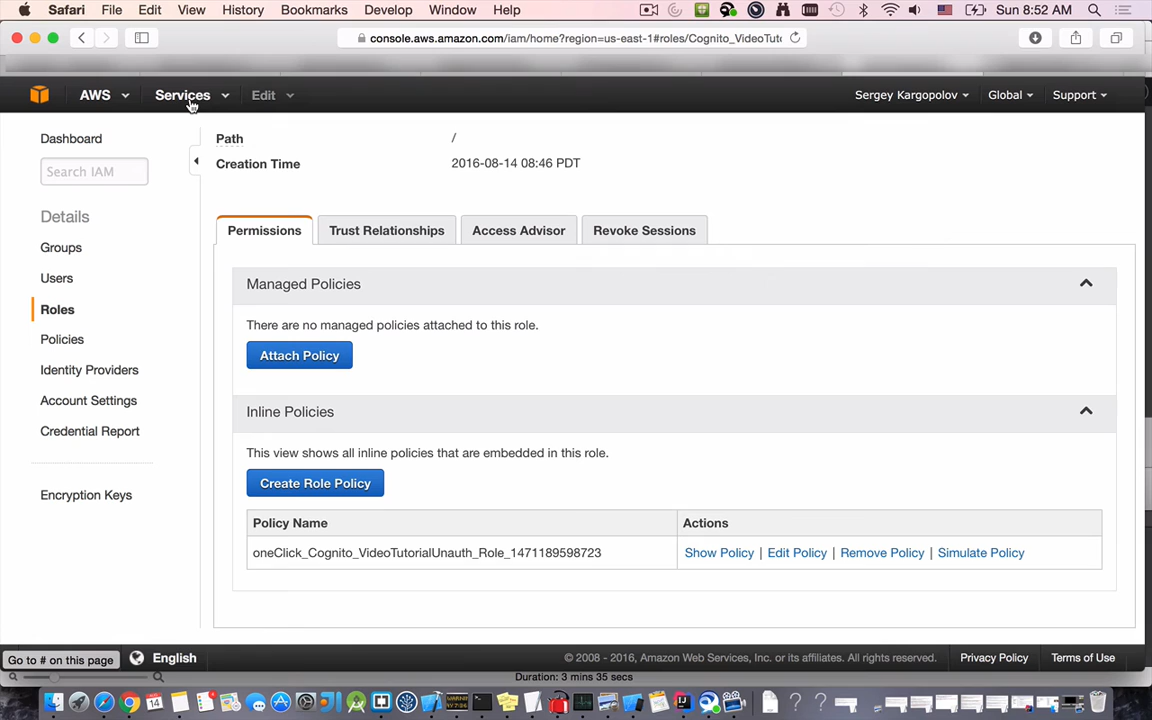 Safari File Edit View History Bookmarks Develop Window Help Sun 8:52 AM
console.aws.amazon.com/iam/home?region=us-east-1#roles/Cognito_VideoTut
AWS Services Edit Sergey Kargopolov Global Support
Dashboard
Search IAM
Details
Groups
Users
Roles
Policies
Identity Providers
Account Settings
Credential Report
Encryption Keys
Path /
Creation Time 2016-08-14 08:46 PDT
Permissions Trust Relationships Access Advisor Revoke Sessions
Managed Policies
There are no managed policies attached to this role.
Attach Policy
Inline Policies
This view shows all inline policies that are embedded in this role.
Create Role Policy
Policy Name Actions
oneClick_Cognito_VideoTutorialUnauth_Role_1471189598723 Show Policy | Edit Policy | Remove Policy | Simulate Policy
Go to # on this page English © 2008 - 2016, Amazon Web Services, Inc. or its affiliates. All rights reserved. Privacy Policy Terms of Use
Duration: 3 mins 35 secs